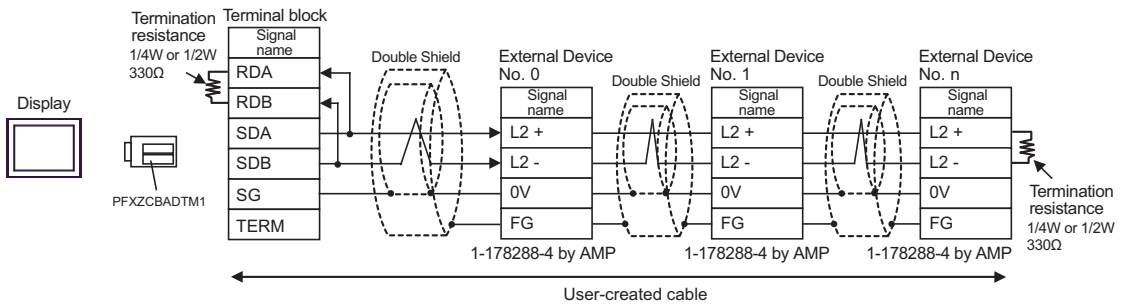 Display
PFXZCBADTM1
Termination
resistance
1/4W or 1/2W
330Ω
Terminal block
Signal
name
RDA
RDB
SDA
SDB
SG
TERM
Double Shield
External Device
No. 0
Signal
name
L2 +
L2 -
0V
FG
1-178288-4 by AMP
Double Shield
External Device
No. 1
Signal
name
L2 +
L2 -
0V
FG
1-178288-4 by AMP
Double Shield
External Device
No. n
Signal
name
L2 +
L2 -
0V
FG
1-178288-4 by AMP
Termination
resistance
1/4W or 1/2W
330Ω
User-created cable